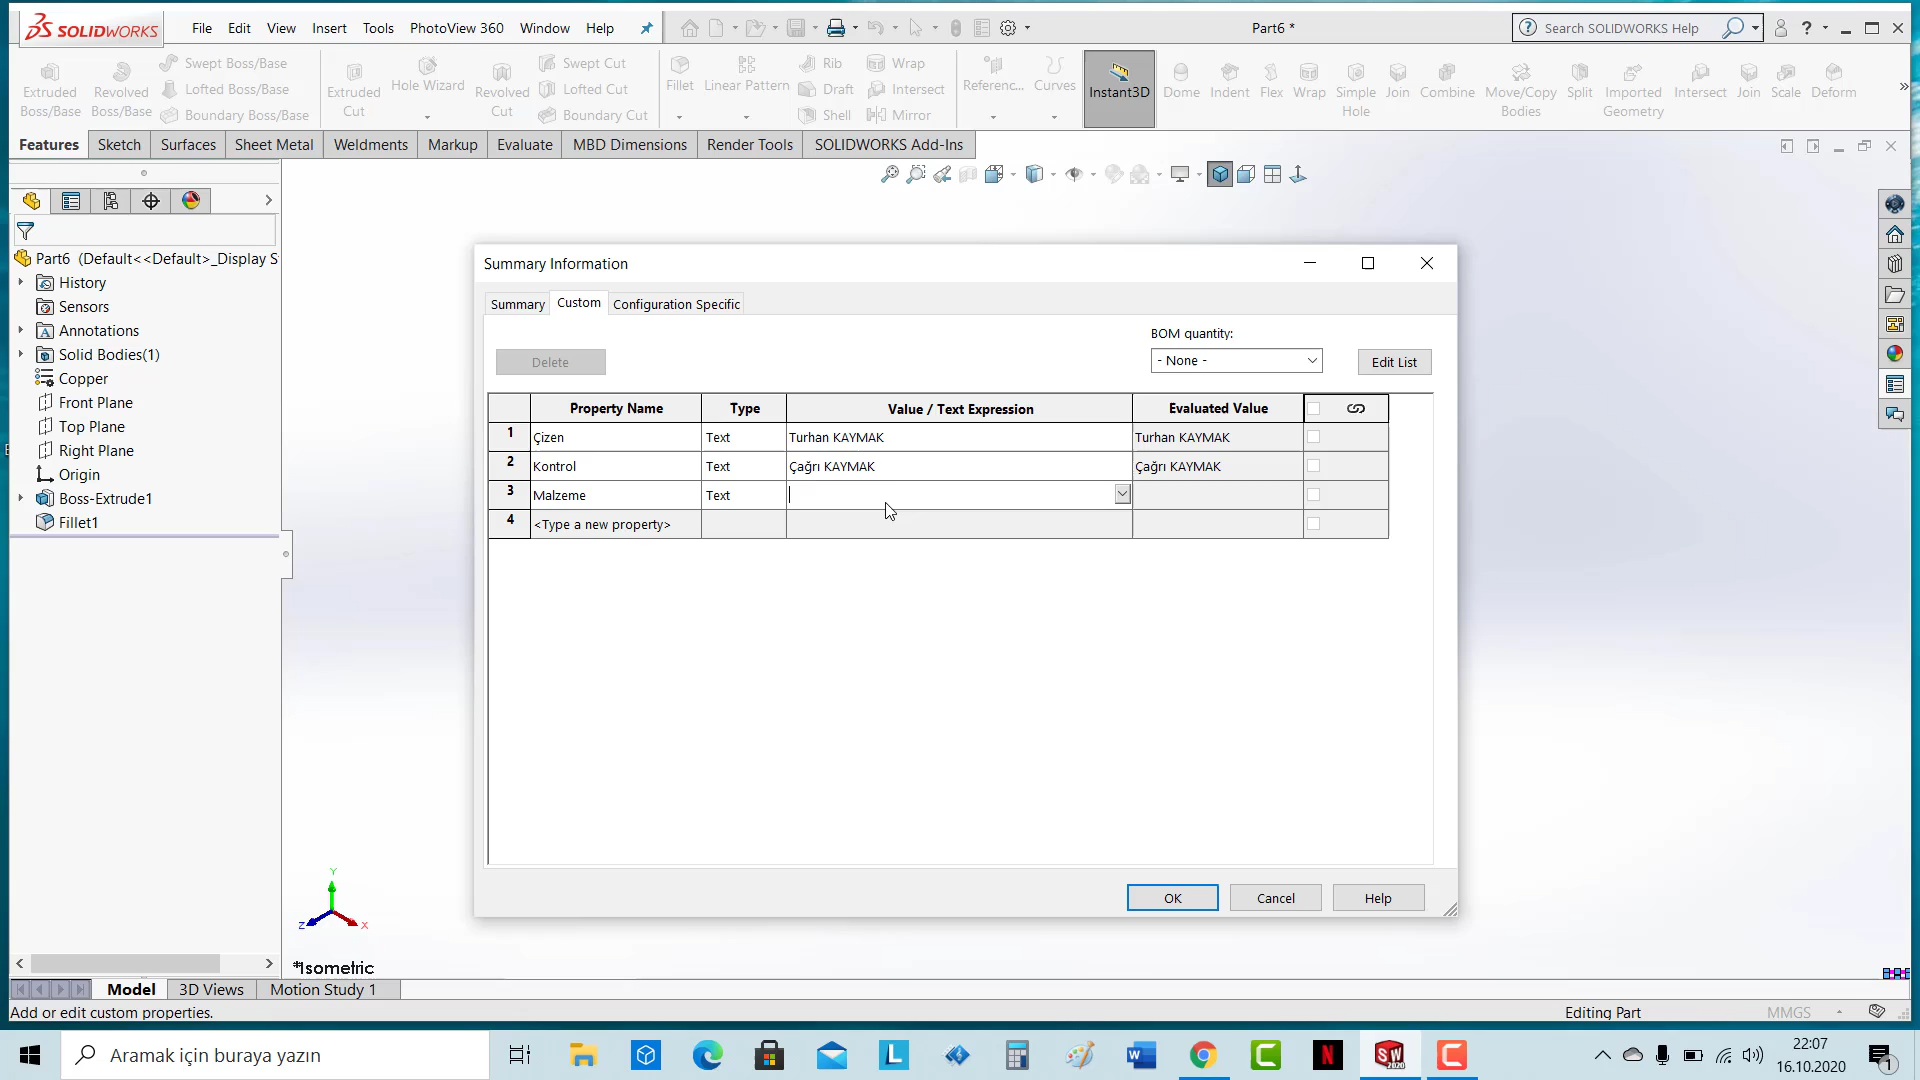 SOLIDWORKS File Edit View Insert Tools PhotoView 360 Window Help Part6 * Search SOLIDWORKS Help ?
Extruded Boss/Base
Revolved Boss/Base
Swept Boss/Base
Lofted Boss/Base
Boundary Boss/Base
Extruded Cut
Hole Wizard
Revolved Cut
Swept Cut
Lofted Cut
Boundary Cut
Fillet
Linear Pattern
Rib
Draft
Shell
Wrap
Intersect
Mirror
Referenc...
Curves
Instant3D
Dome
Indent
Flex
Wrap
Simple Hole
Join
Combine
Move/Copy Bodies
Split
Imported Geometry
Intersect
Join
Scale
Deform
Features Sketch Surfaces Sheet Metal Weldments Markup Evaluate MBD Dimensions Render Tools SOLIDWORKS Add-Ins
Part6 (Default<<Default>_Display S
History
Sensors
Annotations
Solid Bodies(1)
Copper
Front Plane
Top Plane
Right Plane
Origin
Boss-Extrude1
Fillet1
Summary Information
Summary Custom Configuration Specific
BOM quantity:
Delete - None - Edit List
Property Name Type Value / Text Expression Evaluated Value
1 Çizen Text Turhan KAYMAK Turhan KAYMAK
2 Kontrol Text Çağrı KAYMAK Çağrı KAYMAK
3 Malzeme Text
4 <Type a new property>
OK Cancel Help
Y
Z X
*Isometric
Model 3D Views Motion Study 1
Add or edit custom properties. Editing Part MMGS
Aramak için buraya yazın
22:07
16.10.2020
1